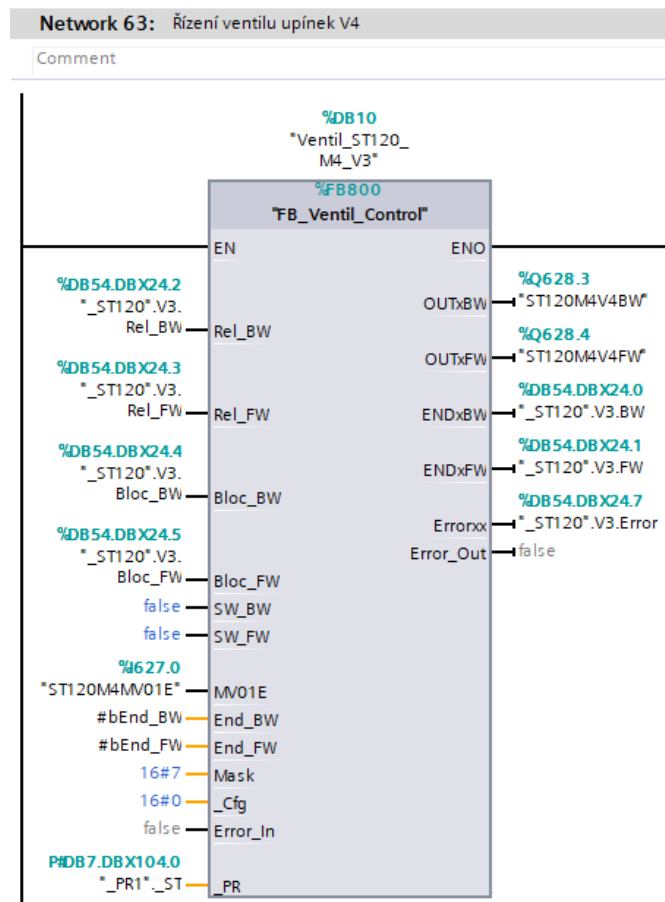 Network 63: Řízení ventilu upínek V4
Comment
%DB10
"Ventil_ST120_
M4_V3"
%FB800
"FB_Ventil_Control"
EN
ENO
%DB54.DBX24.2
"_ST120".V3.
Rel_BW
Rel_BW
%DB54.DBX24.3
"_ST120".V3.
Rel_FW
Rel_FW
%DB54.DBX24.4
"_ST120".V3.
Bloc_BW
Bloc_BW
%DB54.DBX24.5
"_ST120".V3.
Bloc_FW
Bloc_FW
false
SW_BW
false
SW_FW
%I627.0
"ST120M4MV01E"
MV01E
#bEnd_BW
End_BW
#bEnd_FW
End_FW
16#7
Mask
16#0
_Cfg
false
Error_In
P#DB7.DBX104.0
"_PR1"._ST
_PR
%Q628.3
OUTxBW
"ST120M4V4BW"
%Q628.4
OUTxFW
"ST120M4V4FW"
%DB54.DBX24.0
ENDxBW
"_ST120".V3.BW
%DB54.DBX24.1
ENDxFW
"_ST120".V3.FW
%DB54.DBX24.7
Errorxx
"_ST120".V3.Error
Error_Out
false